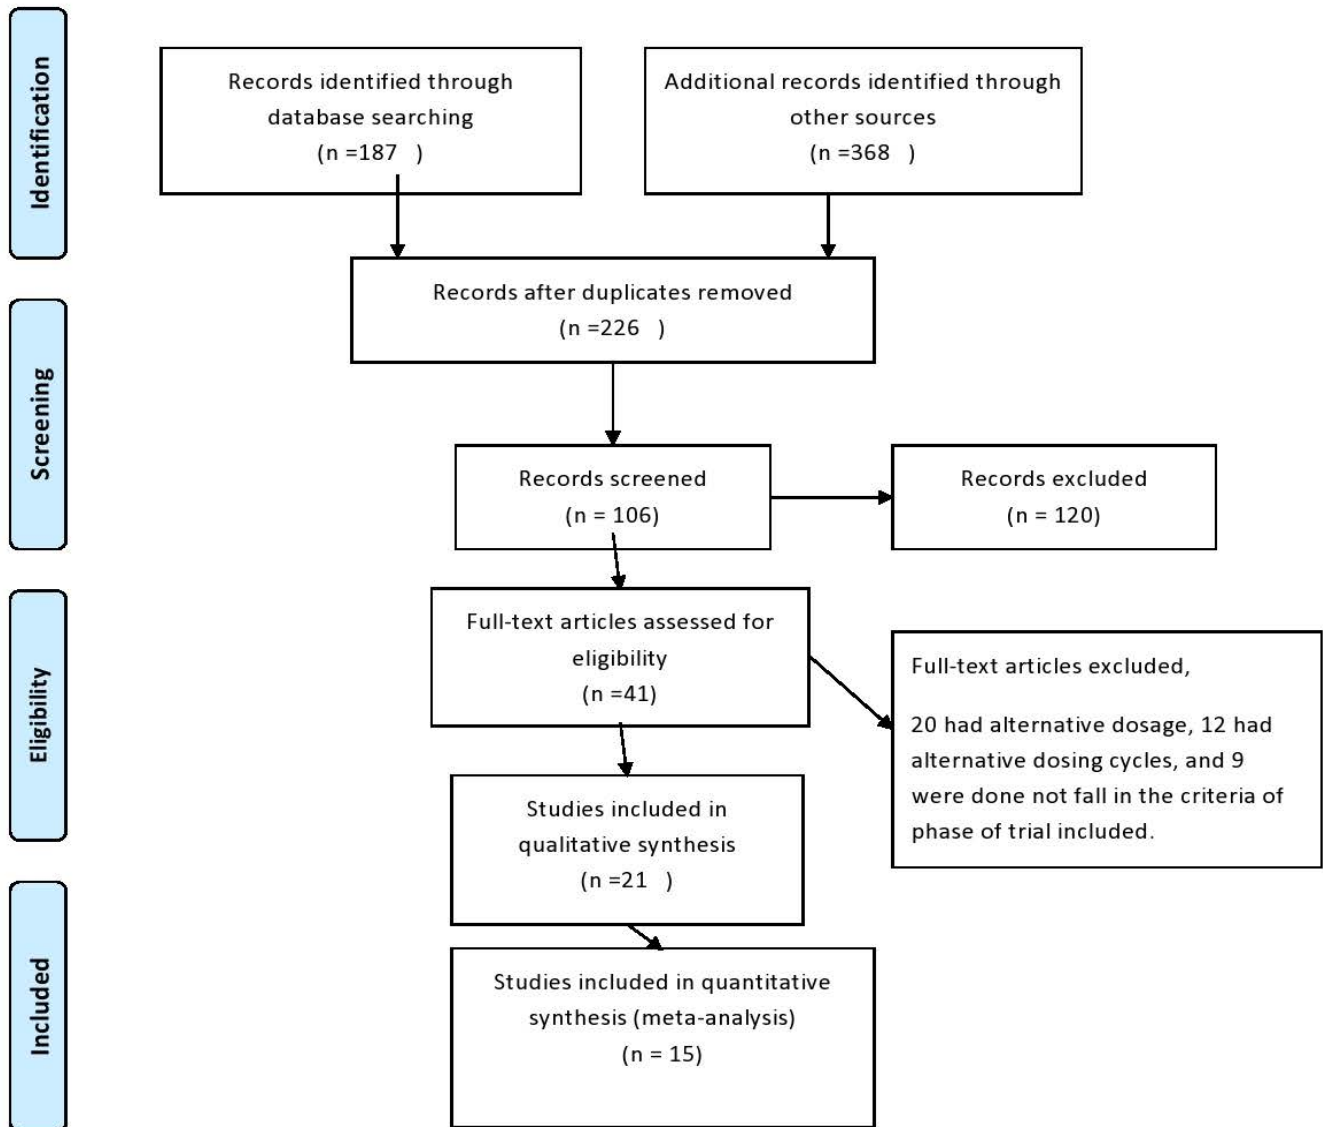 Identification
Records identified through
database searching
(n =187   )
Additional records identified through
other sources
(n =368   )
Records after duplicates removed
(n =226   )
Screening
Records screened
(n = 106)
Records excluded
(n = 120)
Eligibility
Full-text articles assessed for
eligibility
(n =41)
Full-text articles excluded,
20 had alternative dosage, 12 had
alternative dosing cycles, and 9
were done not fall in the criteria of
phase of trial included.
Studies included in
qualitative synthesis
(n =21   )
Included
Studies included in quantitative
synthesis (meta-analysis)
(n = 15)